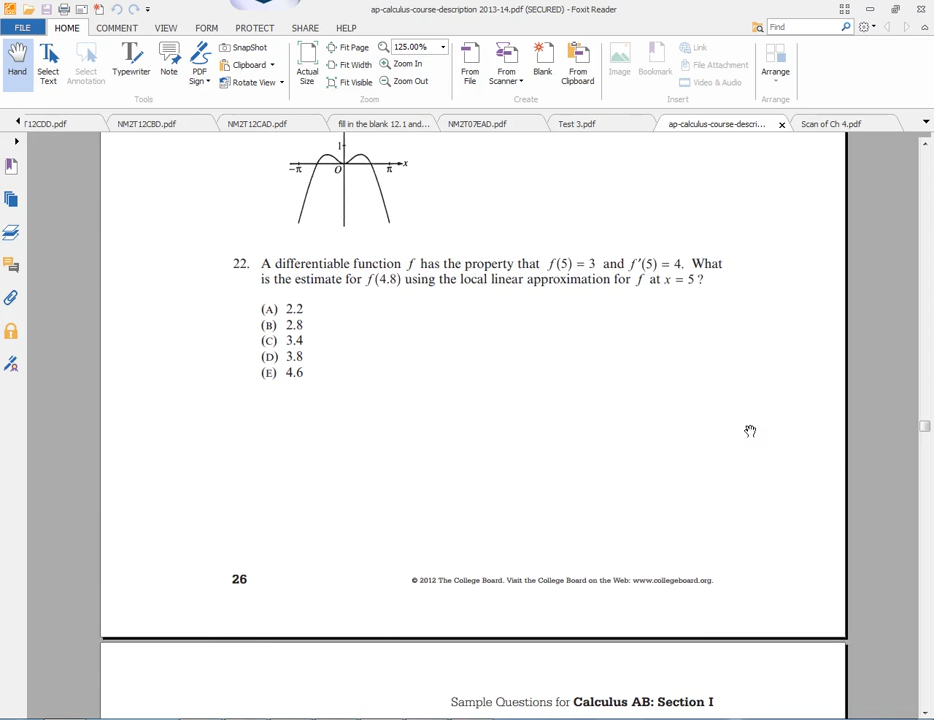 ap-calculus-course-description 2013-14.pdf (SECURED) - Foxit Reader
FILE HOME COMMENT VIEW FORM PROTECT SHARE HELP
Find
Hand
Select Text
Select Annotation
Typewriter
Note
PDF Sign
SnapShot
Clipboard
Rotate View
Tools
Actual Size
Fit Page
Fit Width
Fit Visible
125.00%
Zoom In
Zoom Out
Zoom
From File
From Scanner
Blank
From Clipboard
Create
Image
Bookmark
Link
File Attachment
Video & Audio
Insert
Arrange
Arrange
T12CDD.pdf NM2T12CBD.pdf NM2T12CAD.pdf fill in the blank 12.1 and... NM2T07EAD.pdf Test 3.pdf ap-calculus-course-descri... Scan of Ch 4.pdf
1
−π O π x
22. A differentiable function f has the property that f(5) = 3 and f′(5) = 4. What
is the estimate for f(4.8) using the local linear approximation for f at x = 5 ?
(A) 2.2
(B) 2.8
(C) 3.4
(D) 3.8
(E) 4.6
26
© 2012 The College Board. Visit the College Board on the Web: www.collegeboard.org.
Sample Questions for Calculus AB: Section I